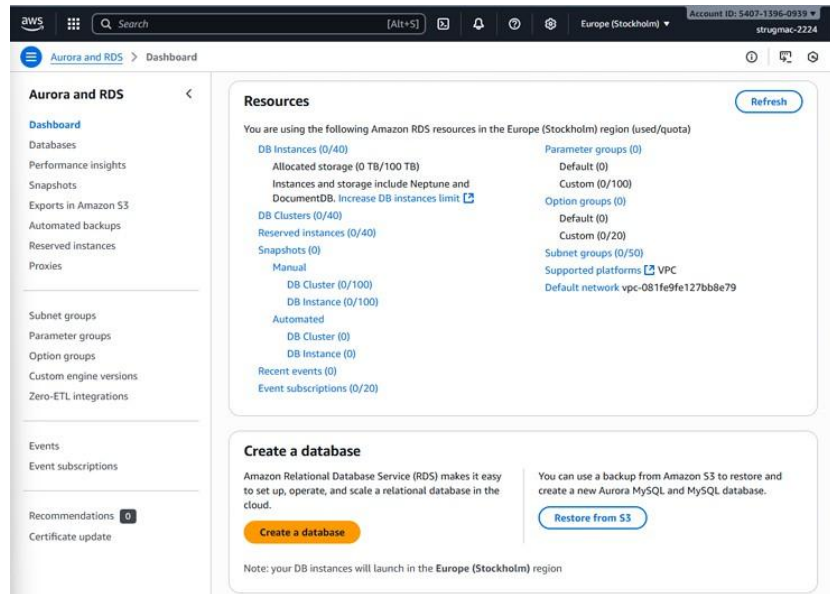 aws
Search [Alt+S] Europe (Stockholm) ▼ Account ID: 5407-1396-0939 ▼
strugmac-2224
Aurora and RDS > Dashboard
Aurora and RDS
Dashboard
Databases
Performance insights
Snapshots
Exports in Amazon S3
Automated backups
Reserved instances
Proxies
Subnet groups
Parameter groups
Option groups
Custom engine versions
Zero-ETL integrations
Events
Event subscriptions
Recommendations 0
Certificate update
Resources
Refresh
You are using the following Amazon RDS resources in the Europe (Stockholm) region (used/quota)
DB Instances (0/40)
Allocated storage (0 TB/100 TB)
Instances and storage include Neptune and
DocumentDB. Increase DB instances limit
DB Clusters (0/40)
Reserved instances (0/40)
Snapshots (0)
Manual
DB Cluster (0/100)
DB Instance (0/100)
Automated
DB Cluster (0)
DB Instance (0)
Recent events (0)
Event subscriptions (0/20)
Parameter groups (0)
Default (0)
Custom (0/100)
Option groups (0)
Default (0)
Custom (0/20)
Subnet groups (0/50)
Supported platforms VPC
Default network vpc-081fe9fe127bb8e79
Create a database
Amazon Relational Database Service (RDS) makes it easy
to set up, operate, and scale a relational database in the
cloud.
Create a database
You can use a backup from Amazon S3 to restore and
create a new Aurora MySQL and MySQL database.
Restore from S3
Note: your DB instances will launch in the Europe (Stockholm) region